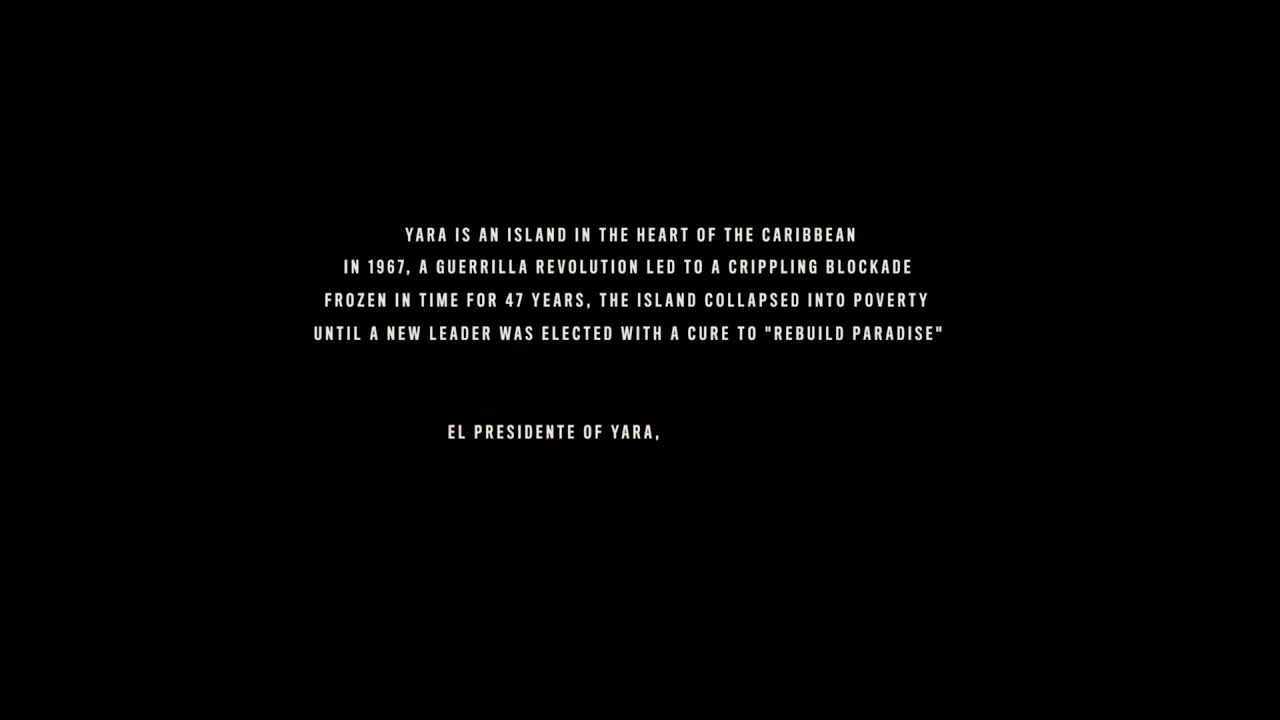 YARA IS AN ISLAND IN THE HEART OF THE CARIBBEAN
IN 1967, A GUERRILLA REVOLUTION LED TO A CRIPPLING BLOCKADE
FROZEN IN TIME FOR 47 YEARS, THE ISLAND COLLAPSED INTO POVERTY
UNTIL A NEW LEADER WAS ELECTED WITH A CURE TO "REBUILD PARADISE"
EL PRESIDENTE OF YARA,